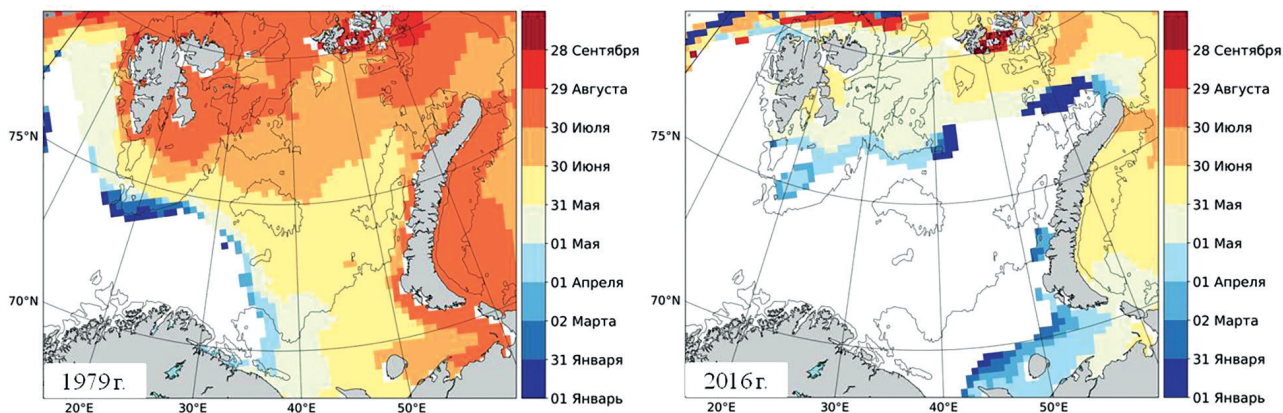 28 Сентября
29 Августа
30 Июля
30 Июня
31 Мая
01 Мая
01 Апреля
02 Марта
31 Января
01 Январь
75°N
70°N
1979 г.
20°E
30°E
40°E
50°E
28 Сентября
29 Августа
30 Июля
30 Июня
31 Мая
01 Мая
01 Апреля
02 Марта
31 Января
01 Январь
75°N
70°N
2016 г.
20°E
30°E
40°E
50°E